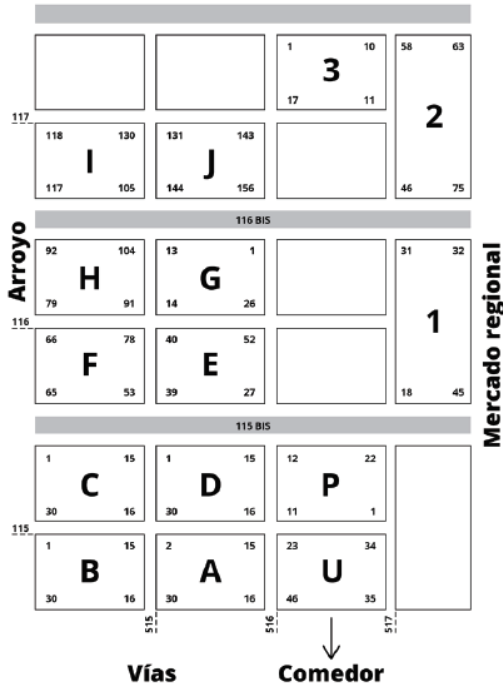 1 10 58 63
3
17 11
2
117
118 130 131 143
I J
117 105 144 156 46 75
116 BIS
Arroyo
92 104 13 1 31 32
H G
79 91 14 26
1
116
66 78 40 52
F E
65 53 39 27 18 45
Mercado regional
115 BIS
1 15 1 15 12 22
C D P
30 16 30 16 11 1
115
1 15 2 15 23 34
B A U
30 16 30 16 46 35
515 516 517
Vías Comedor